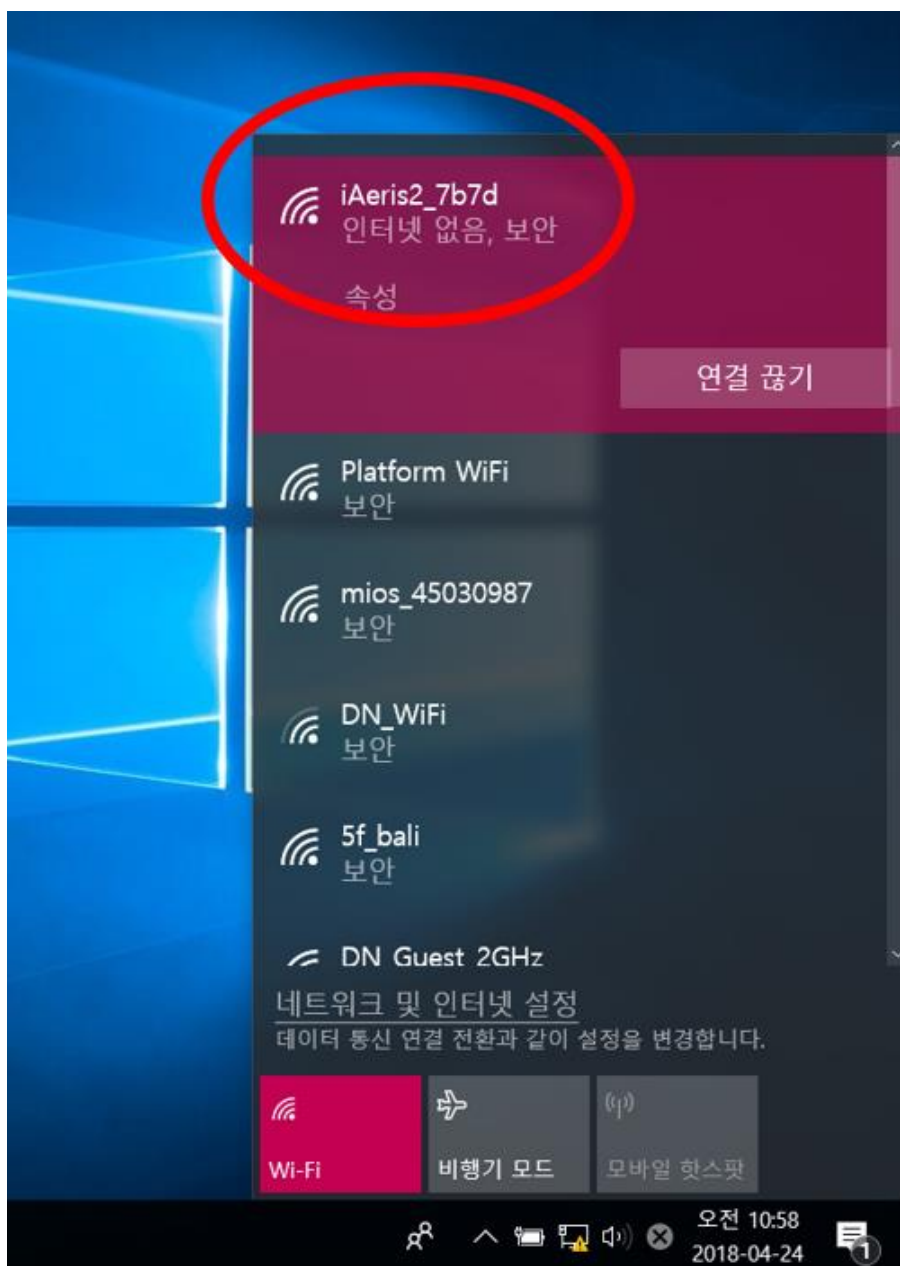 iAeris2_7b7d
인터넷 없음, 보안
속성
연결 끊기
Platform WiFi
보안
mios_45030987
보안
DN_WiFi
보안
5f_bali
보안
DN Guest 2GHz
네트워크 및 인터넷 설정
데이터 통신 연결 전환과 같이 설정을 변경합니다.
Wi-Fi
비행기 모드
모바일 핫스팟
오전 10:58
2018-04-24
1